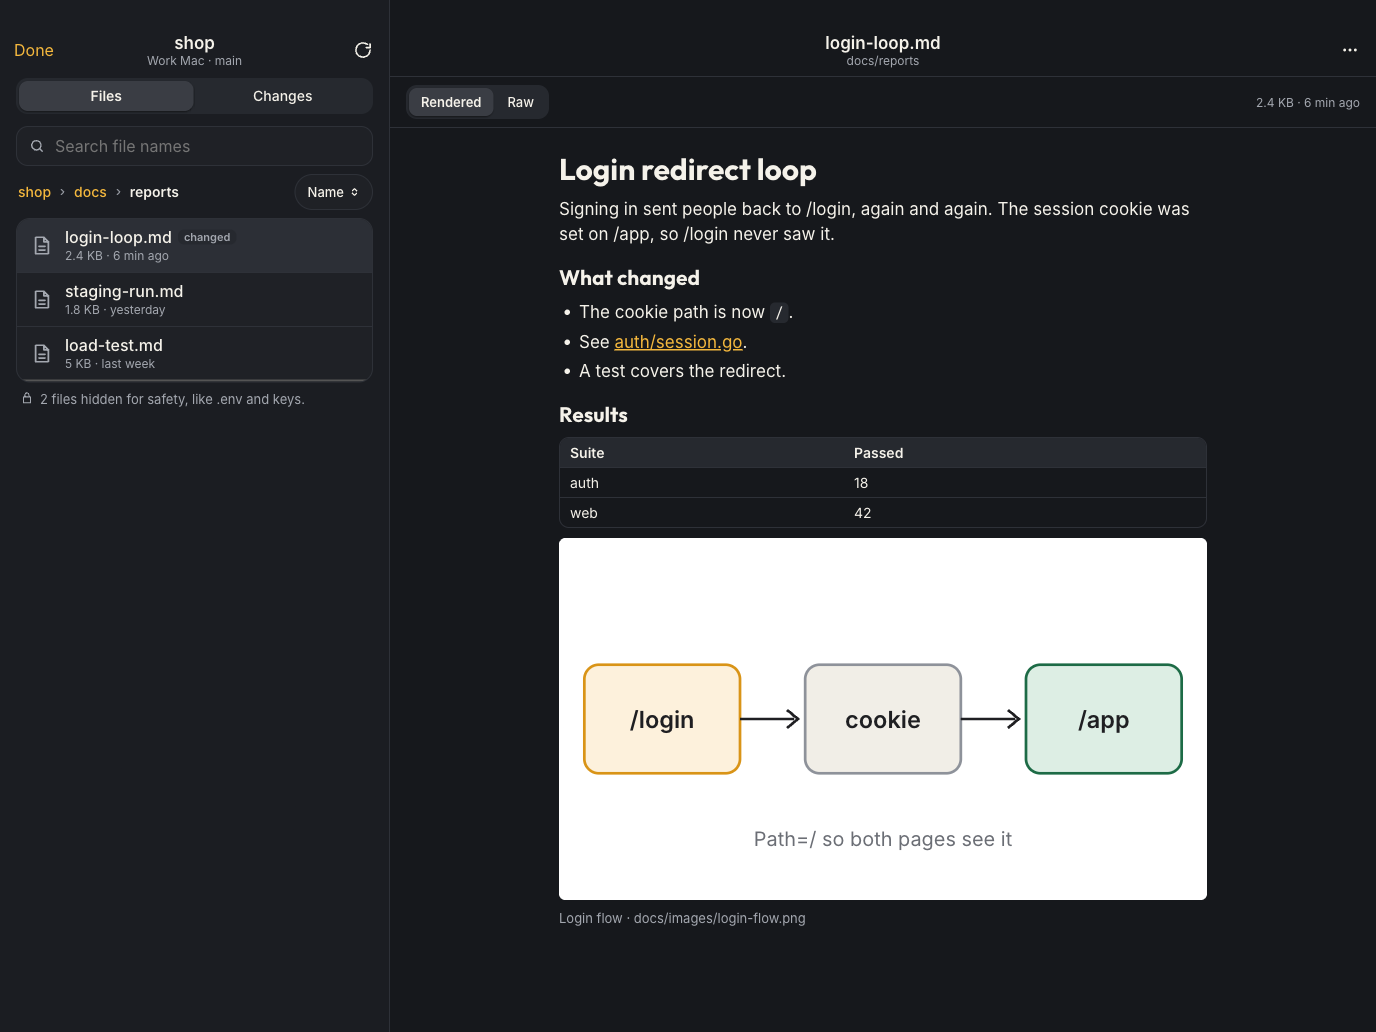 Done
shop
Work Mac · main
Files
Changes
Search file names
shop › docs › reports
Name
login-loop.md changed
2.4 KB · 6 min ago
staging-run.md
1.8 KB · yesterday
load-test.md
5 KB · last week
2 files hidden for safety, like .env and keys.
login-loop.md
docs/reports
Rendered
Raw
2.4 KB · 6 min ago
Login redirect loop
Signing in sent people back to /login, again and again. The session cookie was
set on /app, so /login never saw it.
What changed
• The cookie path is now /.
• See auth/session.go.
• A test covers the redirect.
Results
Suite Passed
auth 18
web 42
/login
cookie
/app
Path=/ so both pages see it
Login flow · docs/images/login-flow.png